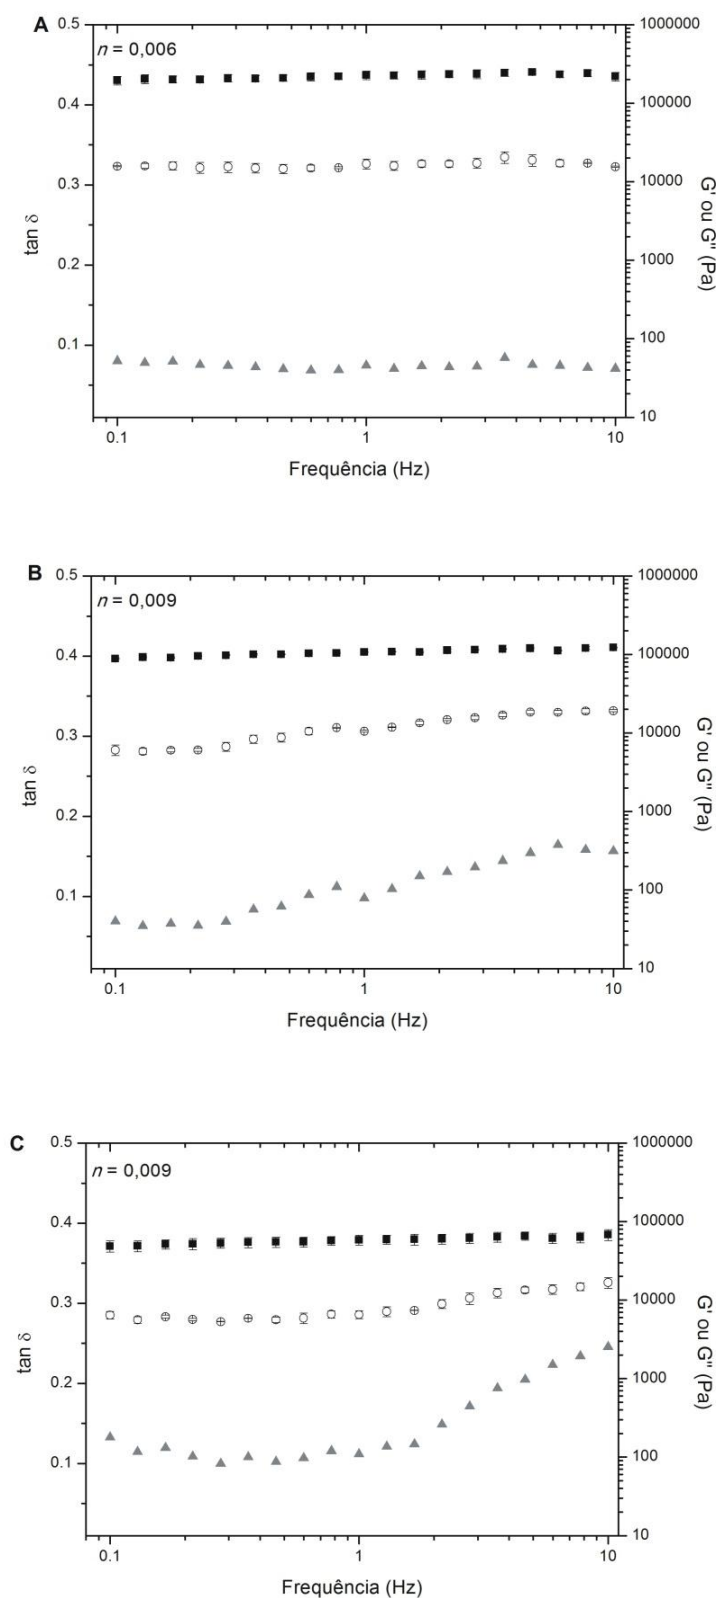 A
n = 0,006
0.5
0.4
0.3
0.2
0.1
tan δ
1000000
100000
10000
1000
100
10
G' ou G'' (Pa)
0.1
1
10
Frequência (Hz)
B
n = 0,009
0.5
0.4
0.3
0.2
0.1
tan δ
1000000
100000
10000
1000
100
10
G' ou G'' (Pa)
0.1
1
10
Frequência (Hz)
C
n = 0,009
0.5
0.4
0.3
0.2
0.1
tan δ
1000000
100000
10000
1000
100
10
G' ou G'' (Pa)
0.1
1
10
Frequência (Hz)